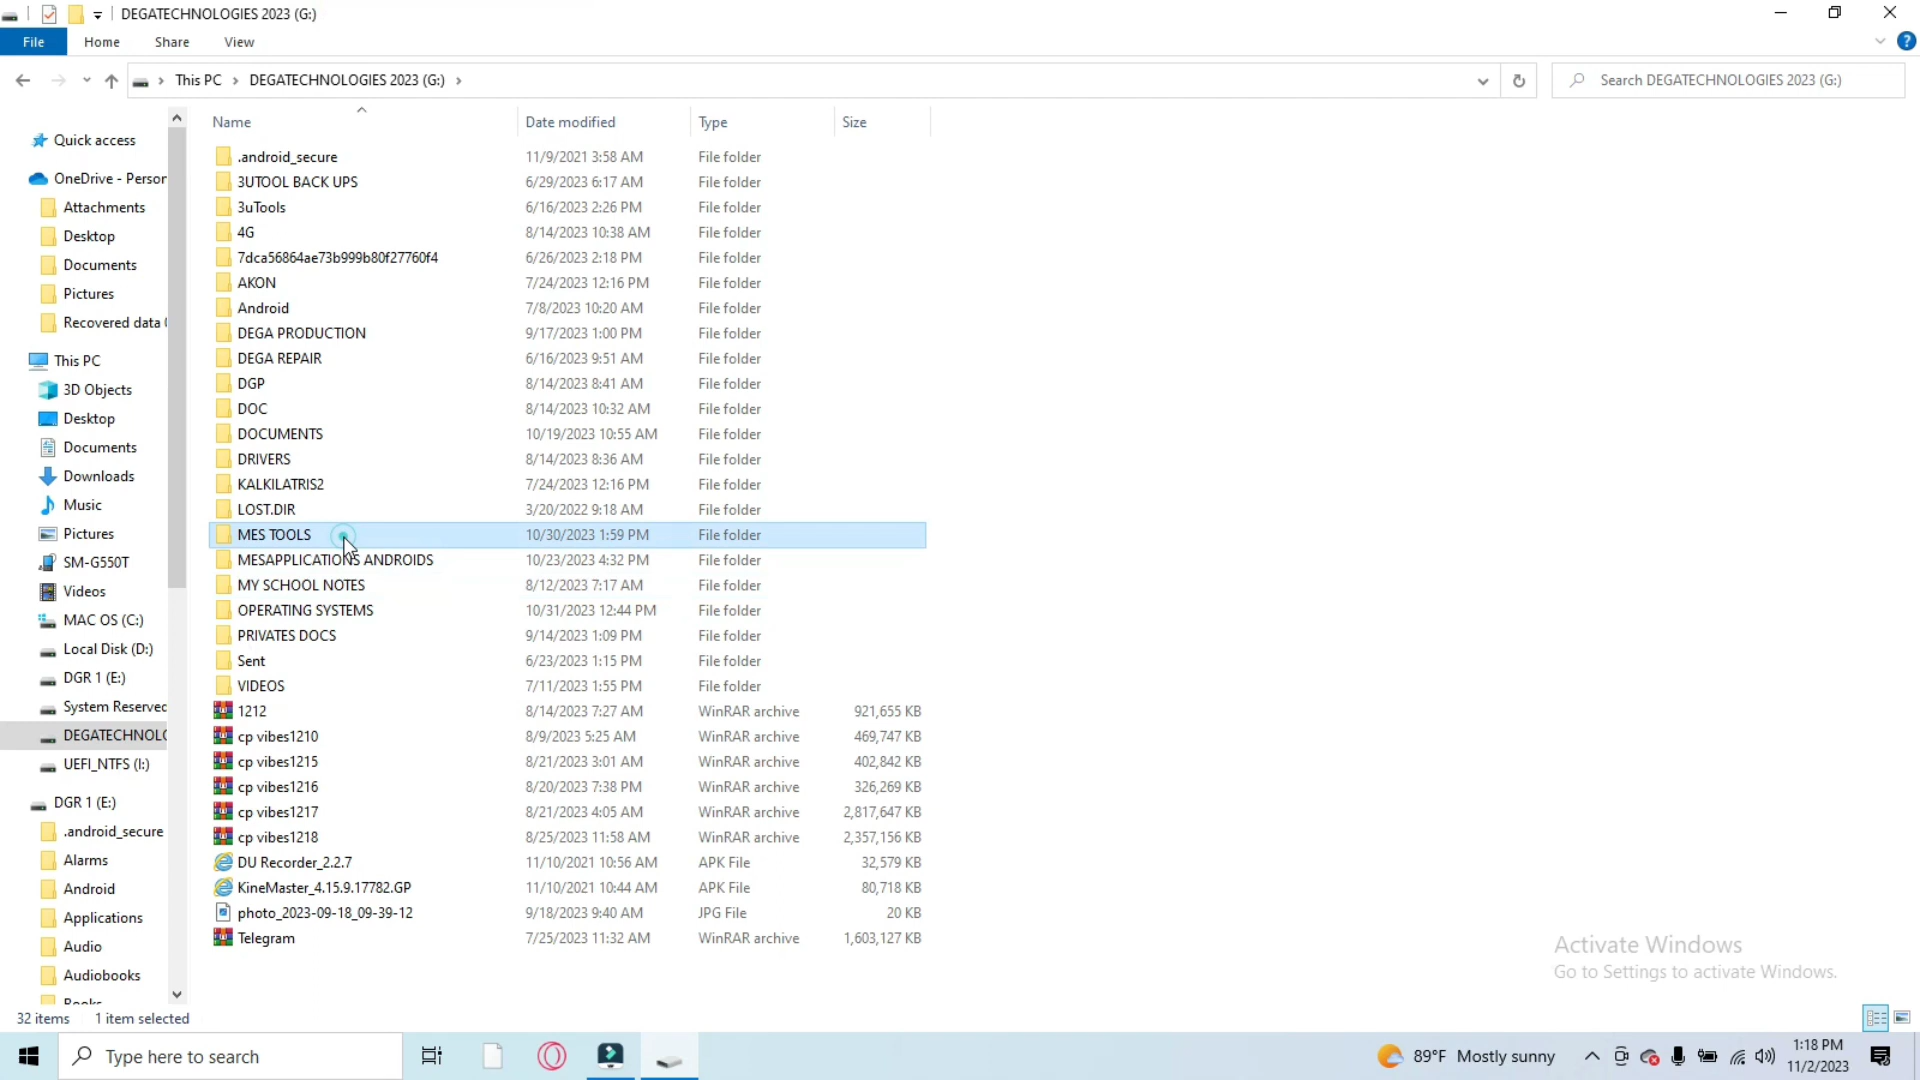 DEGATECHNOLOGIES 2023 (G:)
File Home Share View
This PC DEGATECHNOLOGIES 2023 (G:)
Search DEGATECHNOLOGIES 2023 (G:)
Quick access
OneDrive - Person
Attachments
Desktop
Documents
Pictures
Recovered data (
This PC
3D Objects
Desktop
Documents
Downloads
Music
Pictures
SM-G550T
Videos
MAC OS (C:)
Local Disk (D:)
DGR 1 (E:)
System Reserved
DEGATECHNOLO
UEFI_NTFS (I:)
DGR 1 (E:)
.android_secure
Alarms
Android
Applications
Audio
Audiobooks
Books
Name Date modified Type Size
.android_secure 11/9/2021 3:58 AM File folder
3UTOOL BACK UPS 6/29/2023 6:17 AM File folder
3uTools 6/16/2023 2:26 PM File folder
4G 8/14/2023 10:38 AM File folder
7dca56864ae73b999b80f27760f4 6/26/2023 2:18 PM File folder
AKON 7/24/2023 12:16 PM File folder
Android 7/8/2023 10:20 AM File folder
DEGA PRODUCTION 9/17/2023 1:00 PM File folder
DEGA REPAIR 6/16/2023 9:51 AM File folder
DGP 8/14/2023 8:41 AM File folder
DOC 8/14/2023 10:32 AM File folder
DOCUMENTS 10/19/2023 10:55 AM File folder
DRIVERS 8/14/2023 8:36 AM File folder
KALKILATRIS2 7/24/2023 12:16 PM File folder
LOST.DIR 3/20/2022 9:18 AM File folder
MES TOOLS 10/30/2023 1:59 PM File folder
MESAPPLICATIONS ANDROIDS 10/23/2023 4:32 PM File folder
MY SCHOOL NOTES 8/12/2023 7:17 AM File folder
OPERATING SYSTEMS 10/31/2023 12:44 PM File folder
PRIVATES DOCS 9/14/2023 1:09 PM File folder
Sent 6/23/2023 1:15 PM File folder
VIDEOS 7/11/2023 1:55 PM File folder
1212 8/14/2023 7:27 AM WinRAR archive 921,655 KB
cp vibes1210 8/9/2023 5:25 AM WinRAR archive 469,747 KB
cp vibes1215 8/21/2023 3:01 AM WinRAR archive 402,842 KB
cp vibes1216 8/20/2023 7:38 PM WinRAR archive 326,269 KB
cp vibes1217 8/21/2023 4:05 AM WinRAR archive 2,817,647 KB
cp vibes1218 8/25/2023 11:58 AM WinRAR archive 2,357,156 KB
DU Recorder_2.2.7 11/10/2021 10:56 AM APK File 32,579 KB
KineMaster_4.15.9.17782.GP 11/10/2021 10:44 AM APK File 80,718 KB
photo_2023-09-18_09-39-12 9/18/2023 9:40 AM JPG File 20 KB
Telegram 7/25/2023 11:32 AM WinRAR archive 1,603,127 KB
Activate Windows
Go to Settings to activate Windows.
32 items 1 item selected
Type here to search
89°F Mostly sunny
1:18 PM
11/2/2023